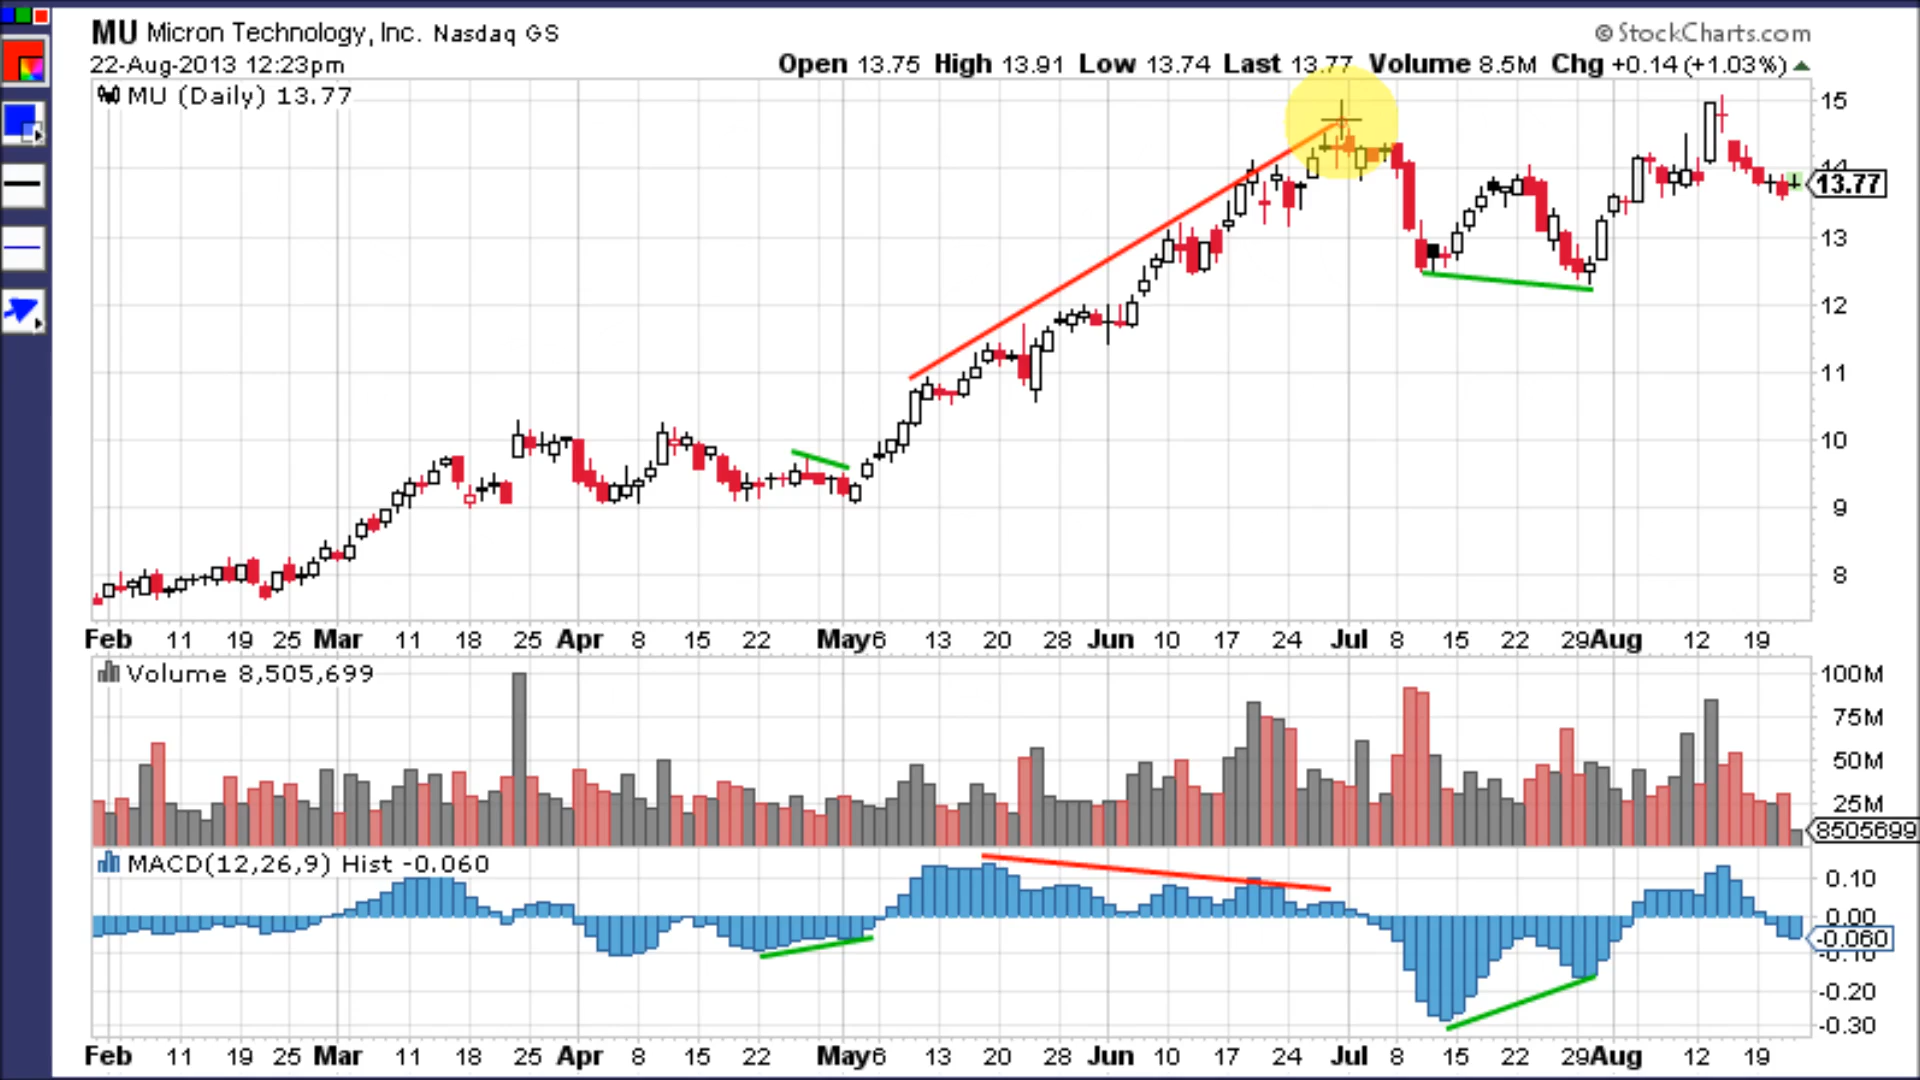 MU Micron Technology, Inc. Nasdaq GS
© StockCharts.com
22-Aug-2013 12:23pm
Open 13.75 High 13.91 Low 13.74 Last 13.77 Volume 8.5M Chg +0.14 (+1.03%)
MU (Daily) 13.77
15
14
13.77
13
12
11
10
9
8
Feb 11 19 25 Mar 11 18 25 Apr 8 15 22 May 6 13 20 28 Jun 10 17 24 Jul 8 15 22 29 Aug 12 19
Volume 8,505,699
100M
75M
50M
25M
8505699
MACD(12,26,9) Hist -0.060
0.10
0.00
-0.060
-0.10
-0.20
-0.30
Feb 11 19 25 Mar 11 18 25 Apr 8 15 22 May 6 13 20 28 Jun 10 17 24 Jul 8 15 22 29 Aug 12 19